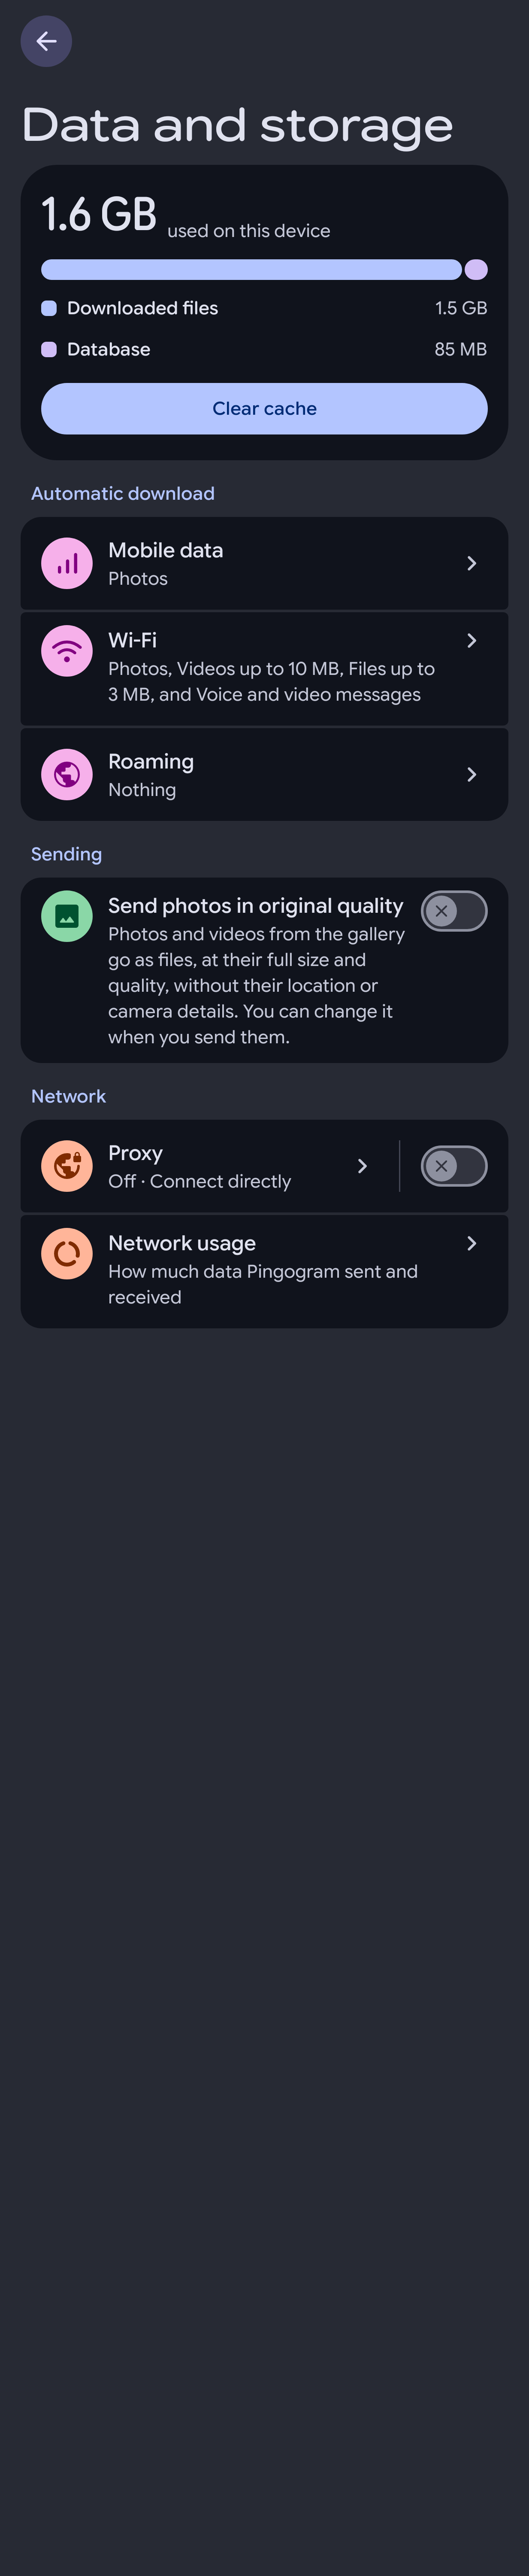 Data and storage
1.6 GB used on this device
Downloaded files 1.5 GB
Database 85 MB
Clear cache
Automatic download
Mobile data
Photos
Wi-Fi
Photos, Videos up to 10 MB, Files up to
3 MB, and Voice and video messages
Roaming
Nothing
Sending
Send photos in original quality
Photos and videos from the gallery
go as files, at their full size and
quality, without their location or
camera details. You can change it
when you send them.
Network
Proxy
Off · Connect directly
Network usage
How much data Pingogram sent and
received